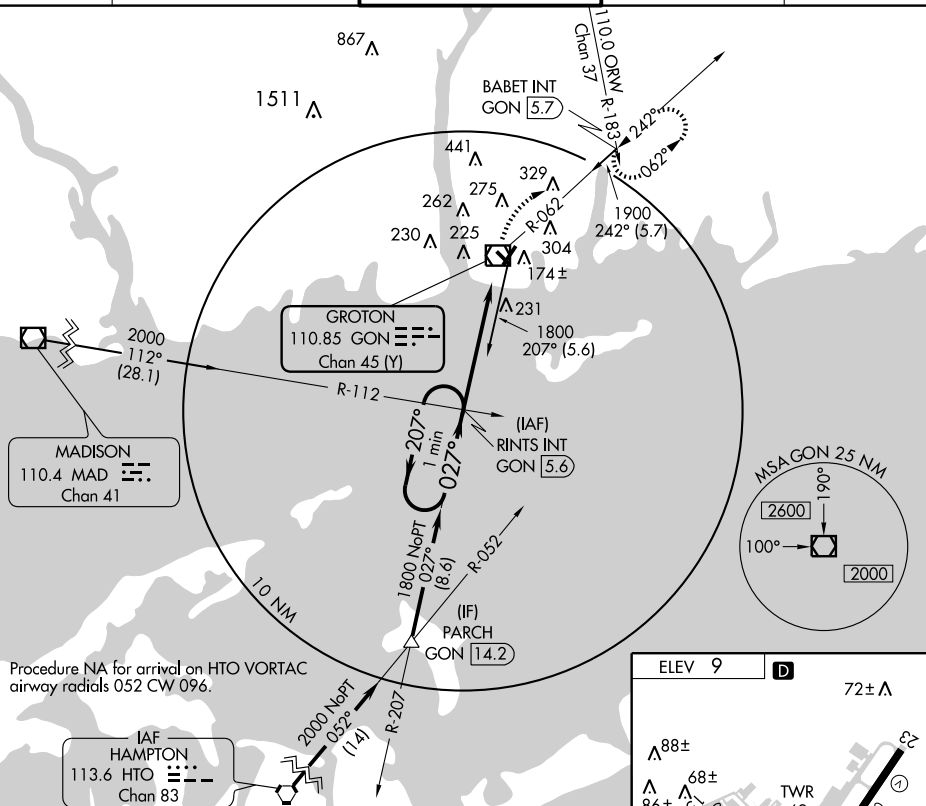 867
1511
110.0 ORW
Chan 37
R-183
BABET INT
GON 5.7
242°
062°
441
329
275
262
R-062
1900
242° (5.7)
230
225
304
174±
GROTON
110.85 GON
Chan 45 (Y)
231
1800
207° (5.6)
2000
112°
(28.1)
R-112
MADISON
110.4 MAD
Chan 41
207°
1 min
027°
(IAF)
RINTS INT
GON 5.6
MSA GON 25 NM
190°
2600
100°
2000
1800 NoPT
027°
(8.6)
R-052
10 NM
(IF)
PARCH
GON 14.2
Procedure NA for arrival on HTO VORTAC
airway radials 052 CW 096.
2000 NoPT
052°
(14)
R-207
IAF
HAMPTON
113.6 HTO
Chan 83
ELEV 9
D
72±
88±
68±
23
TWR
1